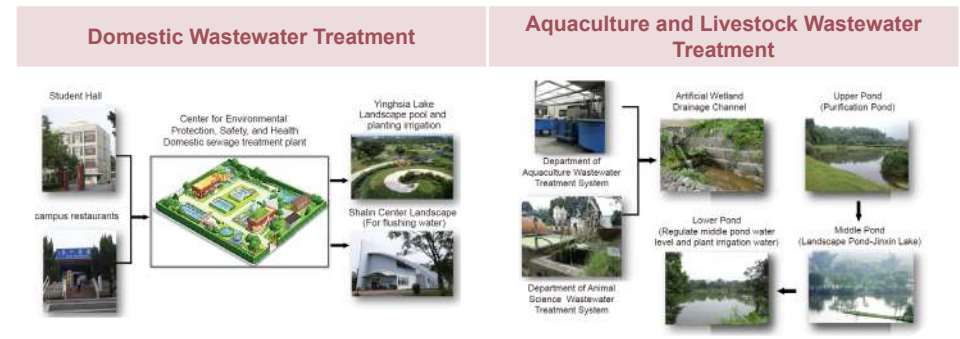 Domestic Wastewater Treatment
Aquaculture and Livestock Wastewater
Treatment
Student Hall
campus restaurants
Center for Environmental
Protection, Safety, and Health
Domestic sewage treatment plant
Yinghsia Lake
Landscape pool and
planting irrigation
Shalin Center Landscape
(For flushing water)
Department of
Aquaculture Wastewater
Treatment System
Department of Animal
Science Wastewater
Treatment System
Artificial Wetland
Drainage Channel
Upper Pond
(Purification Pond)
Middle Pond
(Landscape Pond-Jinxin Lake)
Lower Pond
(Regulate middle pond water
level and plant irrigation water)